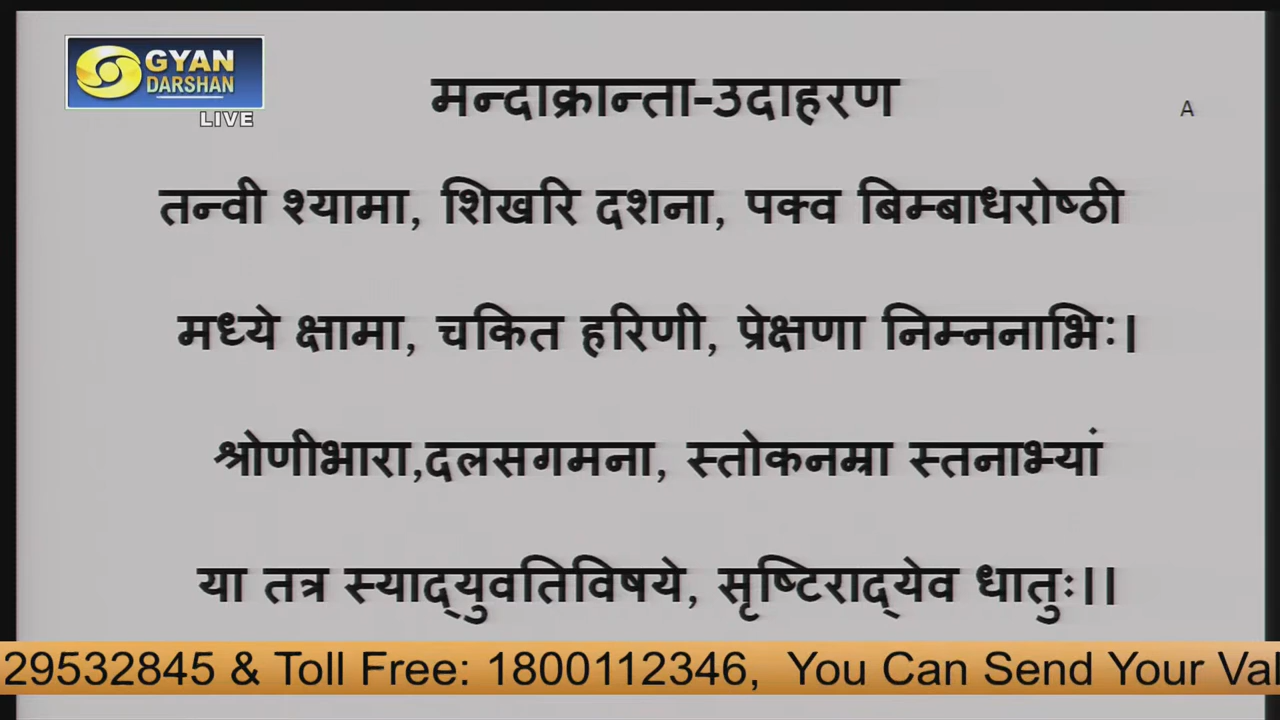 GYAN
DARSHAN
LIVE
मन्दाक्रान्ता-उदाहरण
A
तन्वी श्यामा, शिखरि दशना, पक्व बिम्बाधरोष्ठी
मध्ये क्षामा, चकित हरिणी, प्रेक्षणा निम्ननाभिः।
श्रोणीभारा,दलसगमना, स्तोकनम्रा स्तनाभ्यां
या तत्र स्याद्‌युवतिविषये, सृष्टिराद्‌येव धातुः।।
29532845 & Toll Free: 1800112346, You Can Send Your Val